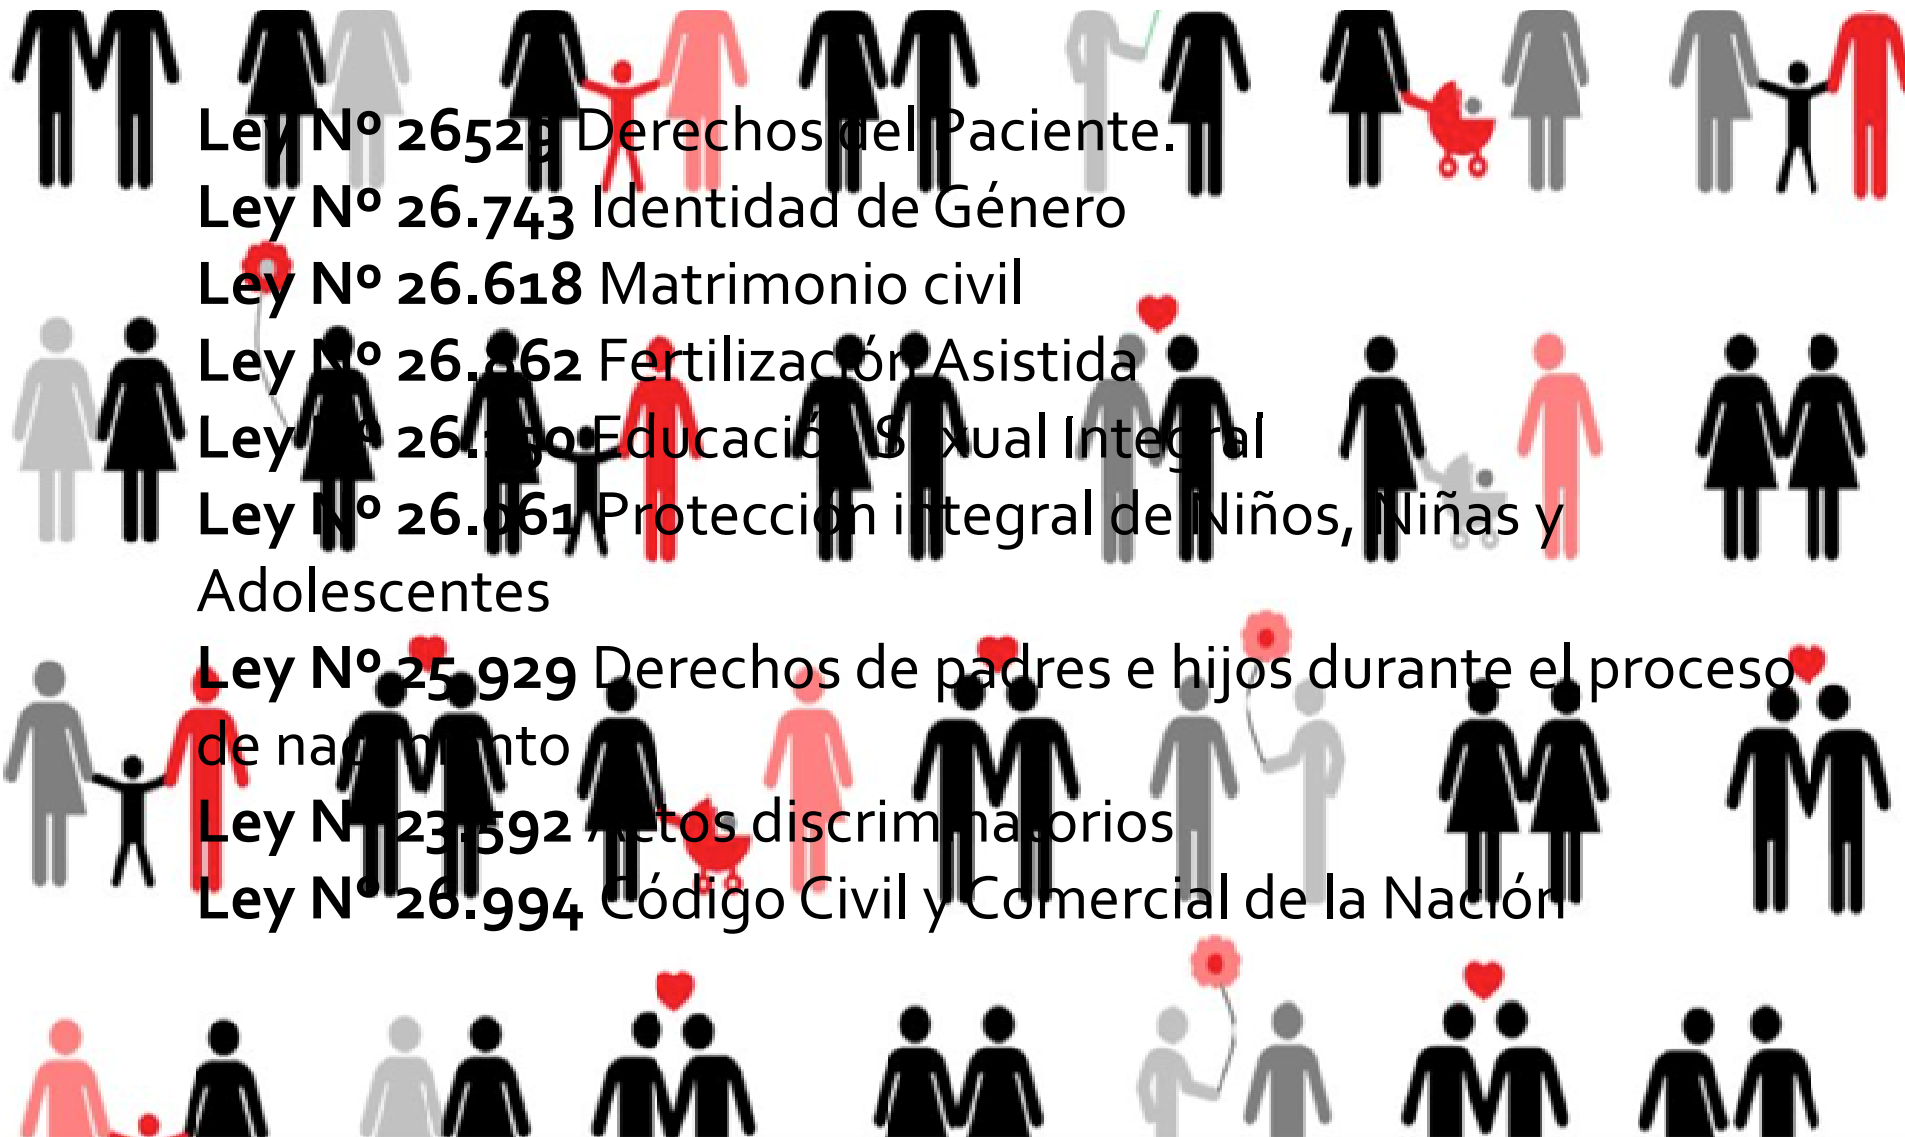 Ley Nº 26529 Derechos del Paciente.
Ley Nº 26.743 Identidad de Género
Ley Nº 26.618 Matrimonio civil
Ley Nº 26.862 Fertilización Asistida
Ley Nº 26.150 Educación Sexual Integral
Ley Nº 26.061 Protección integral de Niños, Niñas y
Adolescentes
Ley Nº 25.929 Derechos de padres e hijos durante el proceso
de nacimiento
Ley Nº 23.592 Actos discriminatorios
Ley N° 26.994 Código Civil y Comercial de la Nación